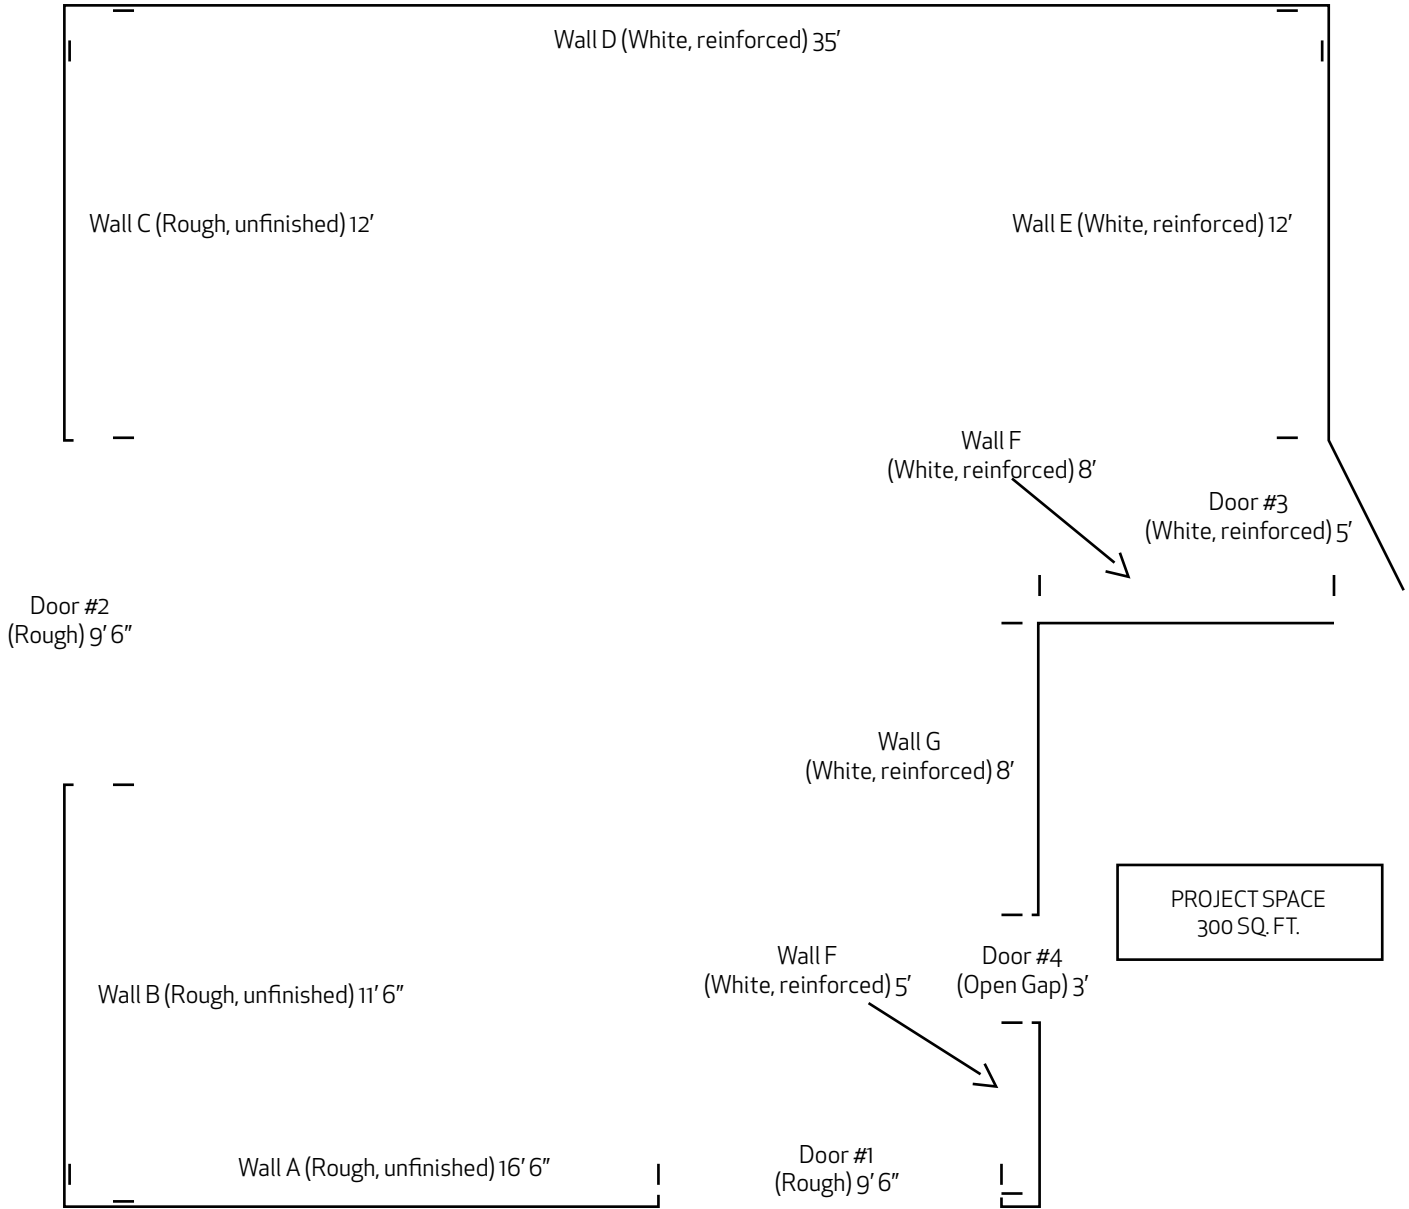 Wall D (White, reinforced) 35'
Wall C (Rough, unfinished) 12'
Wall E (White, reinforced) 12'
Wall F
(White, reinforced) 8'
Door #3
(White, reinforced) 5'
Door #2
(Rough) 9' 6"
Wall G
(White, reinforced) 8'
PROJECT SPACE
300 SQ. FT.
Wall F
(White, reinforced) 5'
Door #4
(Open Gap) 3'
Wall B (Rough, unfinished) 11' 6"
Wall A (Rough, unfinished) 16' 6"
Door #1
(Rough) 9' 6"